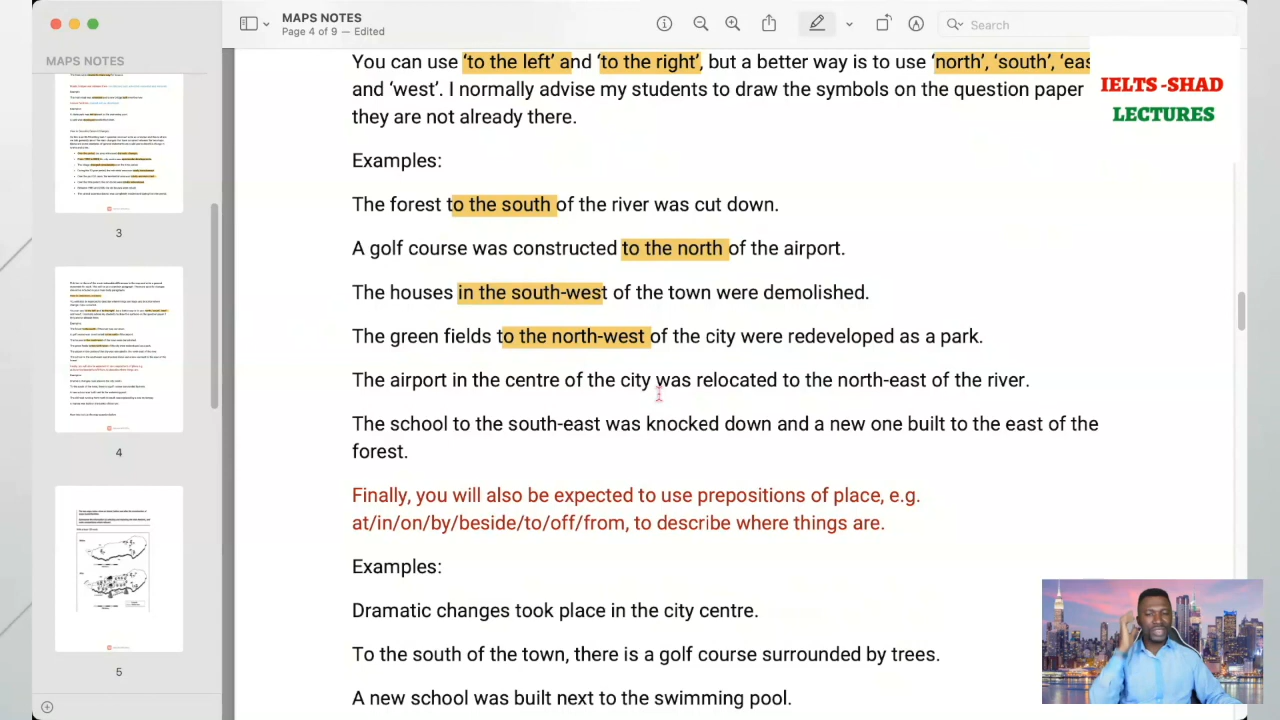 MAPS NOTES
Page 4 of 9 — Edited
Search
MAPS NOTES
3
4
5
You can use ‘to the left’ and ‘to the right’, but a better way is to use ‘north’, ‘south’, ‘eas
and ‘west’. I normally advise my students to draw the symbols on the question paper
they are not already there.
Examples:
The forest to the south of the river was cut down.
A golf course was constructed to the north of the airport.
The houses in the south west of the town were demolished.
The green fields to the north-west of the city were redeveloped as a park.
The airport in the centre of the city was relocated to the north-east of the river.
The school to the south-east was knocked down and a new one built to the east of the
forest.
Finally, you will also be expected to use prepositions of place, e.g.
at/in/on/by/beside/to/off/from, to describe where things are.
Examples:
Dramatic changes took place in the city centre.
To the south of the town, there is a golf course surrounded by trees.
A new school was built next to the swimming pool.
IELTS -SHAD
LECTURES